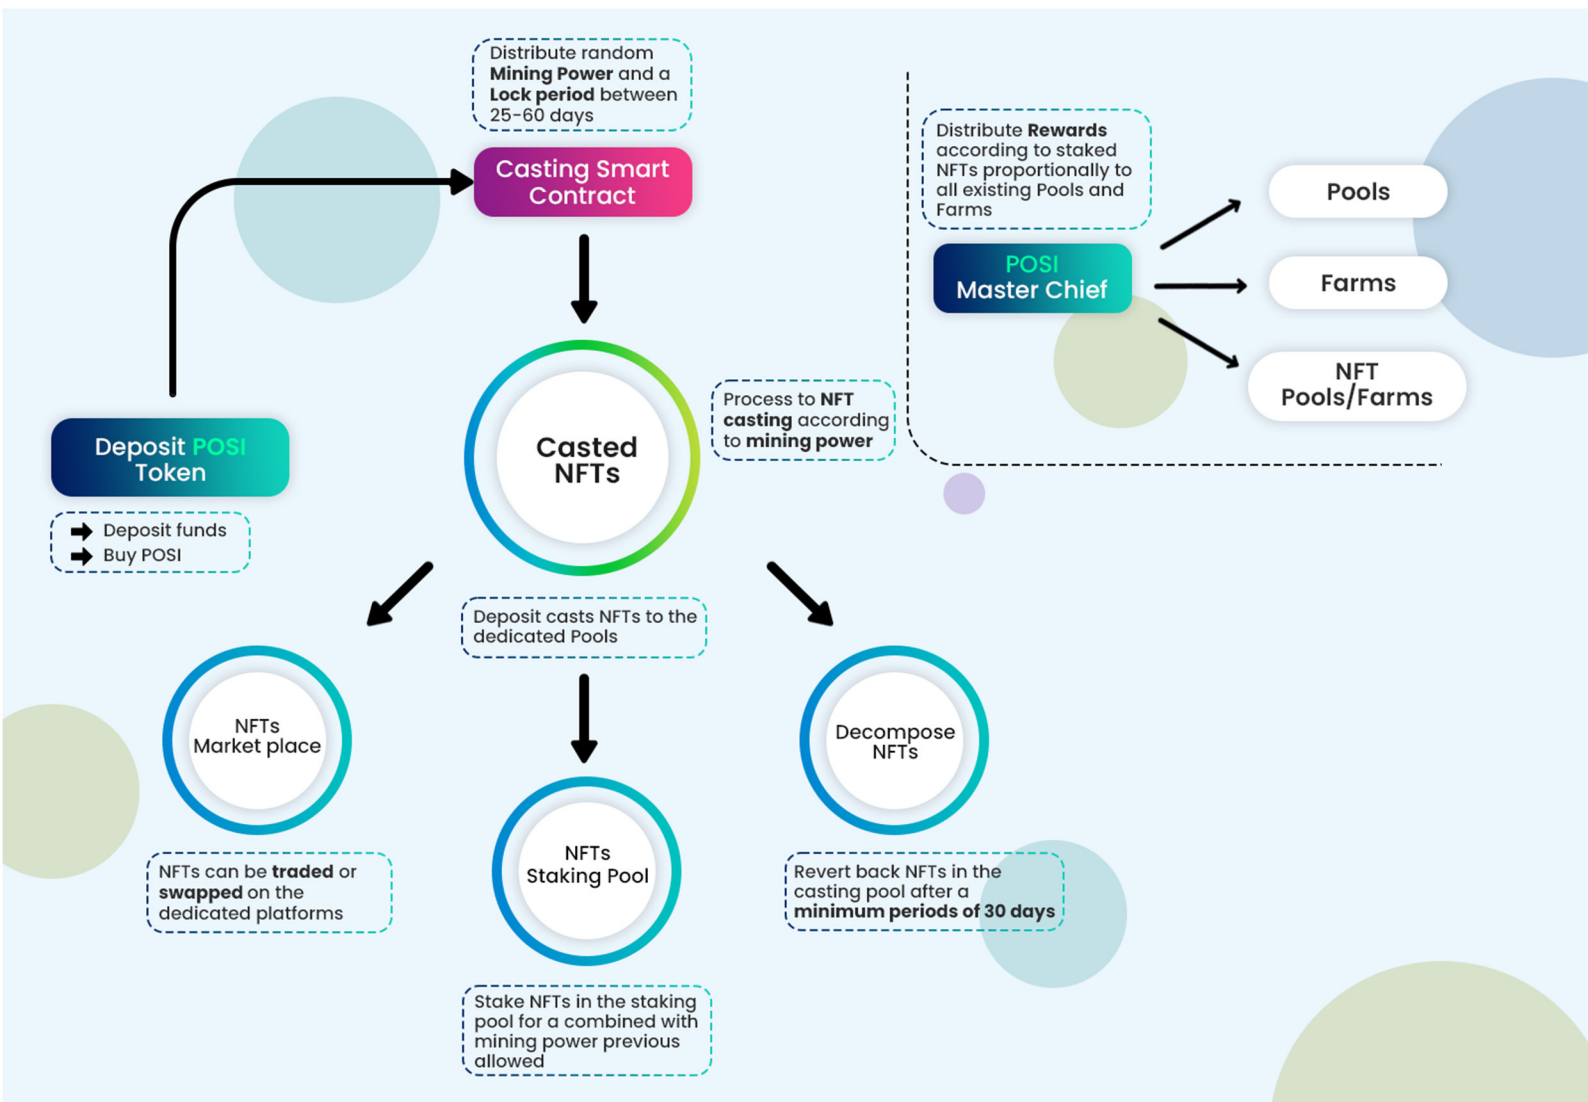 Distribute random
Mining Power and a
Lock period between
25-60 days
Casting Smart
Contract
Distribute Rewards
according to staked
NFTs proportionally to
all existing Pools and
Farms
POSI
Master Chief
Pools
Farms
NFT
Pools/Farms
Deposit POSI
Token
Deposit funds
Buy POSI
Casted
NFTs
Process to NFT
casting according
to mining power
Deposit casts NFTs to the
dedicated Pools
NFTs
Market place
NFTs can be traded or
swapped on the
dedicated platforms
NFTs
Staking Pool
Stake NFTs in the staking
pool for a combined with
mining power previous
allowed
Decompose
NFTs
Revert back NFTs in the
casting pool after a
minimum periods of 30 days